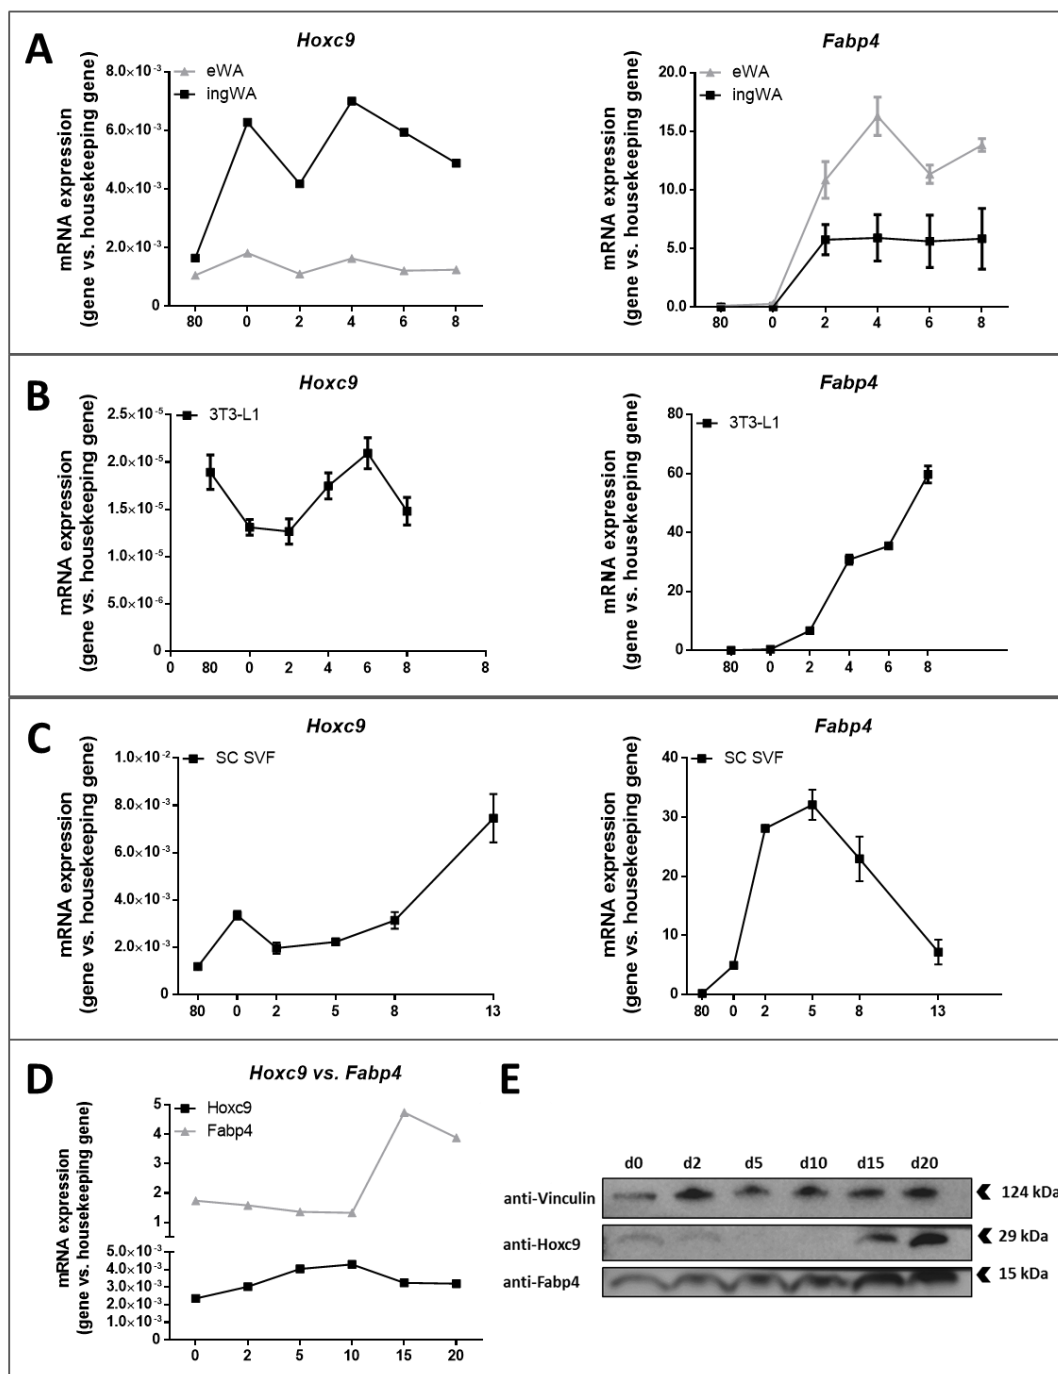 A
Hoxc9
mRNA expression
(gene vs. housekeeping gene)
eWA
ingWA
8.0×10⁻³
6.0×10⁻³
4.0×10⁻³
2.0×10⁻³
0
80 0 2 4 6 8
Fabp4
mRNA expression
(gene vs. housekeeping gene)
eWA
ingWA
20.0
15.0
10.0
5.0
0.0
80 0 2 4 6 8
B
Hoxc9
mRNA expression
(gene vs. housekeeping gene)
3T3-L1
2.5×10⁻⁵
2.0×10⁻⁵
1.5×10⁻⁵
1.0×10⁻⁵
5.0×10⁻⁶
0
0 80 0 2 4 6 8 8
Fabp4
mRNA expression
(gene vs. housekeeping gene)
3T3-L1
80
60
40
20
0
80 0 2 4 6 8
C
Hoxc9
mRNA expression
(gene vs. housekeeping gene)
SC SVF
1.0×10⁻²
8.0×10⁻³
6.0×10⁻³
4.0×10⁻³
2.0×10⁻³
0
80 0 2 5 8 13
Fabp4
mRNA expression
(gene vs. housekeeping gene)
SC SVF
40
30
20
10
0
80 0 2 5 8 13
D
Hoxc9 vs. Fabp4
mRNA expression
(gene vs. housekeeping gene)
Hoxc9
Fabp4
5
4
3
2
1
5.0×10⁻³
4.0×10⁻³
3.0×10⁻³
2.0×10⁻³
1.0×10⁻³
0
0 2 5 10 15 20
E
d0 d2 d5 d10 d15 d20
anti-Vinculin 124 kDa
anti-Hoxc9 29 kDa
anti-Fabp4 15 kDa